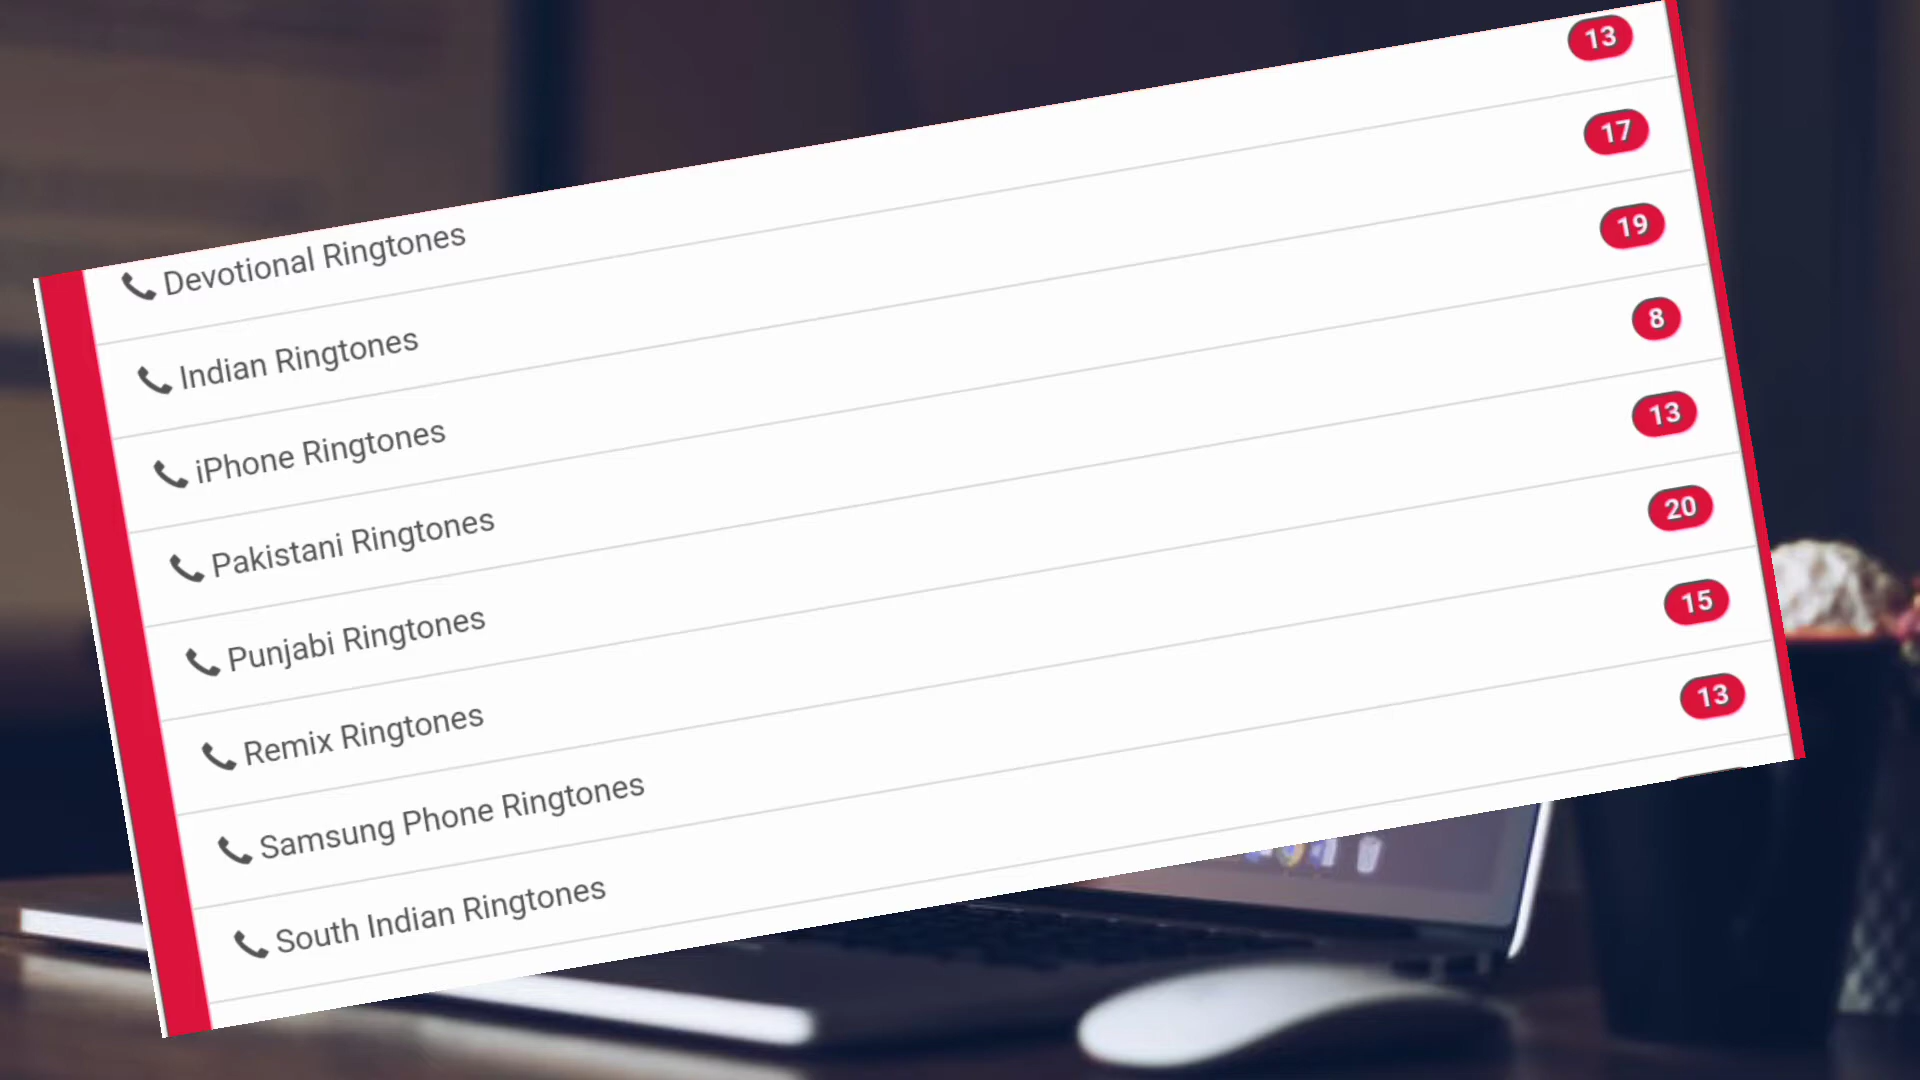 Devotional Ringtones 13
Indian Ringtones 17
iPhone Ringtones 19
Pakistani Ringtones 8
Punjabi Ringtones 13
Remix Ringtones 20
Samsung Phone Ringtones 15
South Indian Ringtones 13